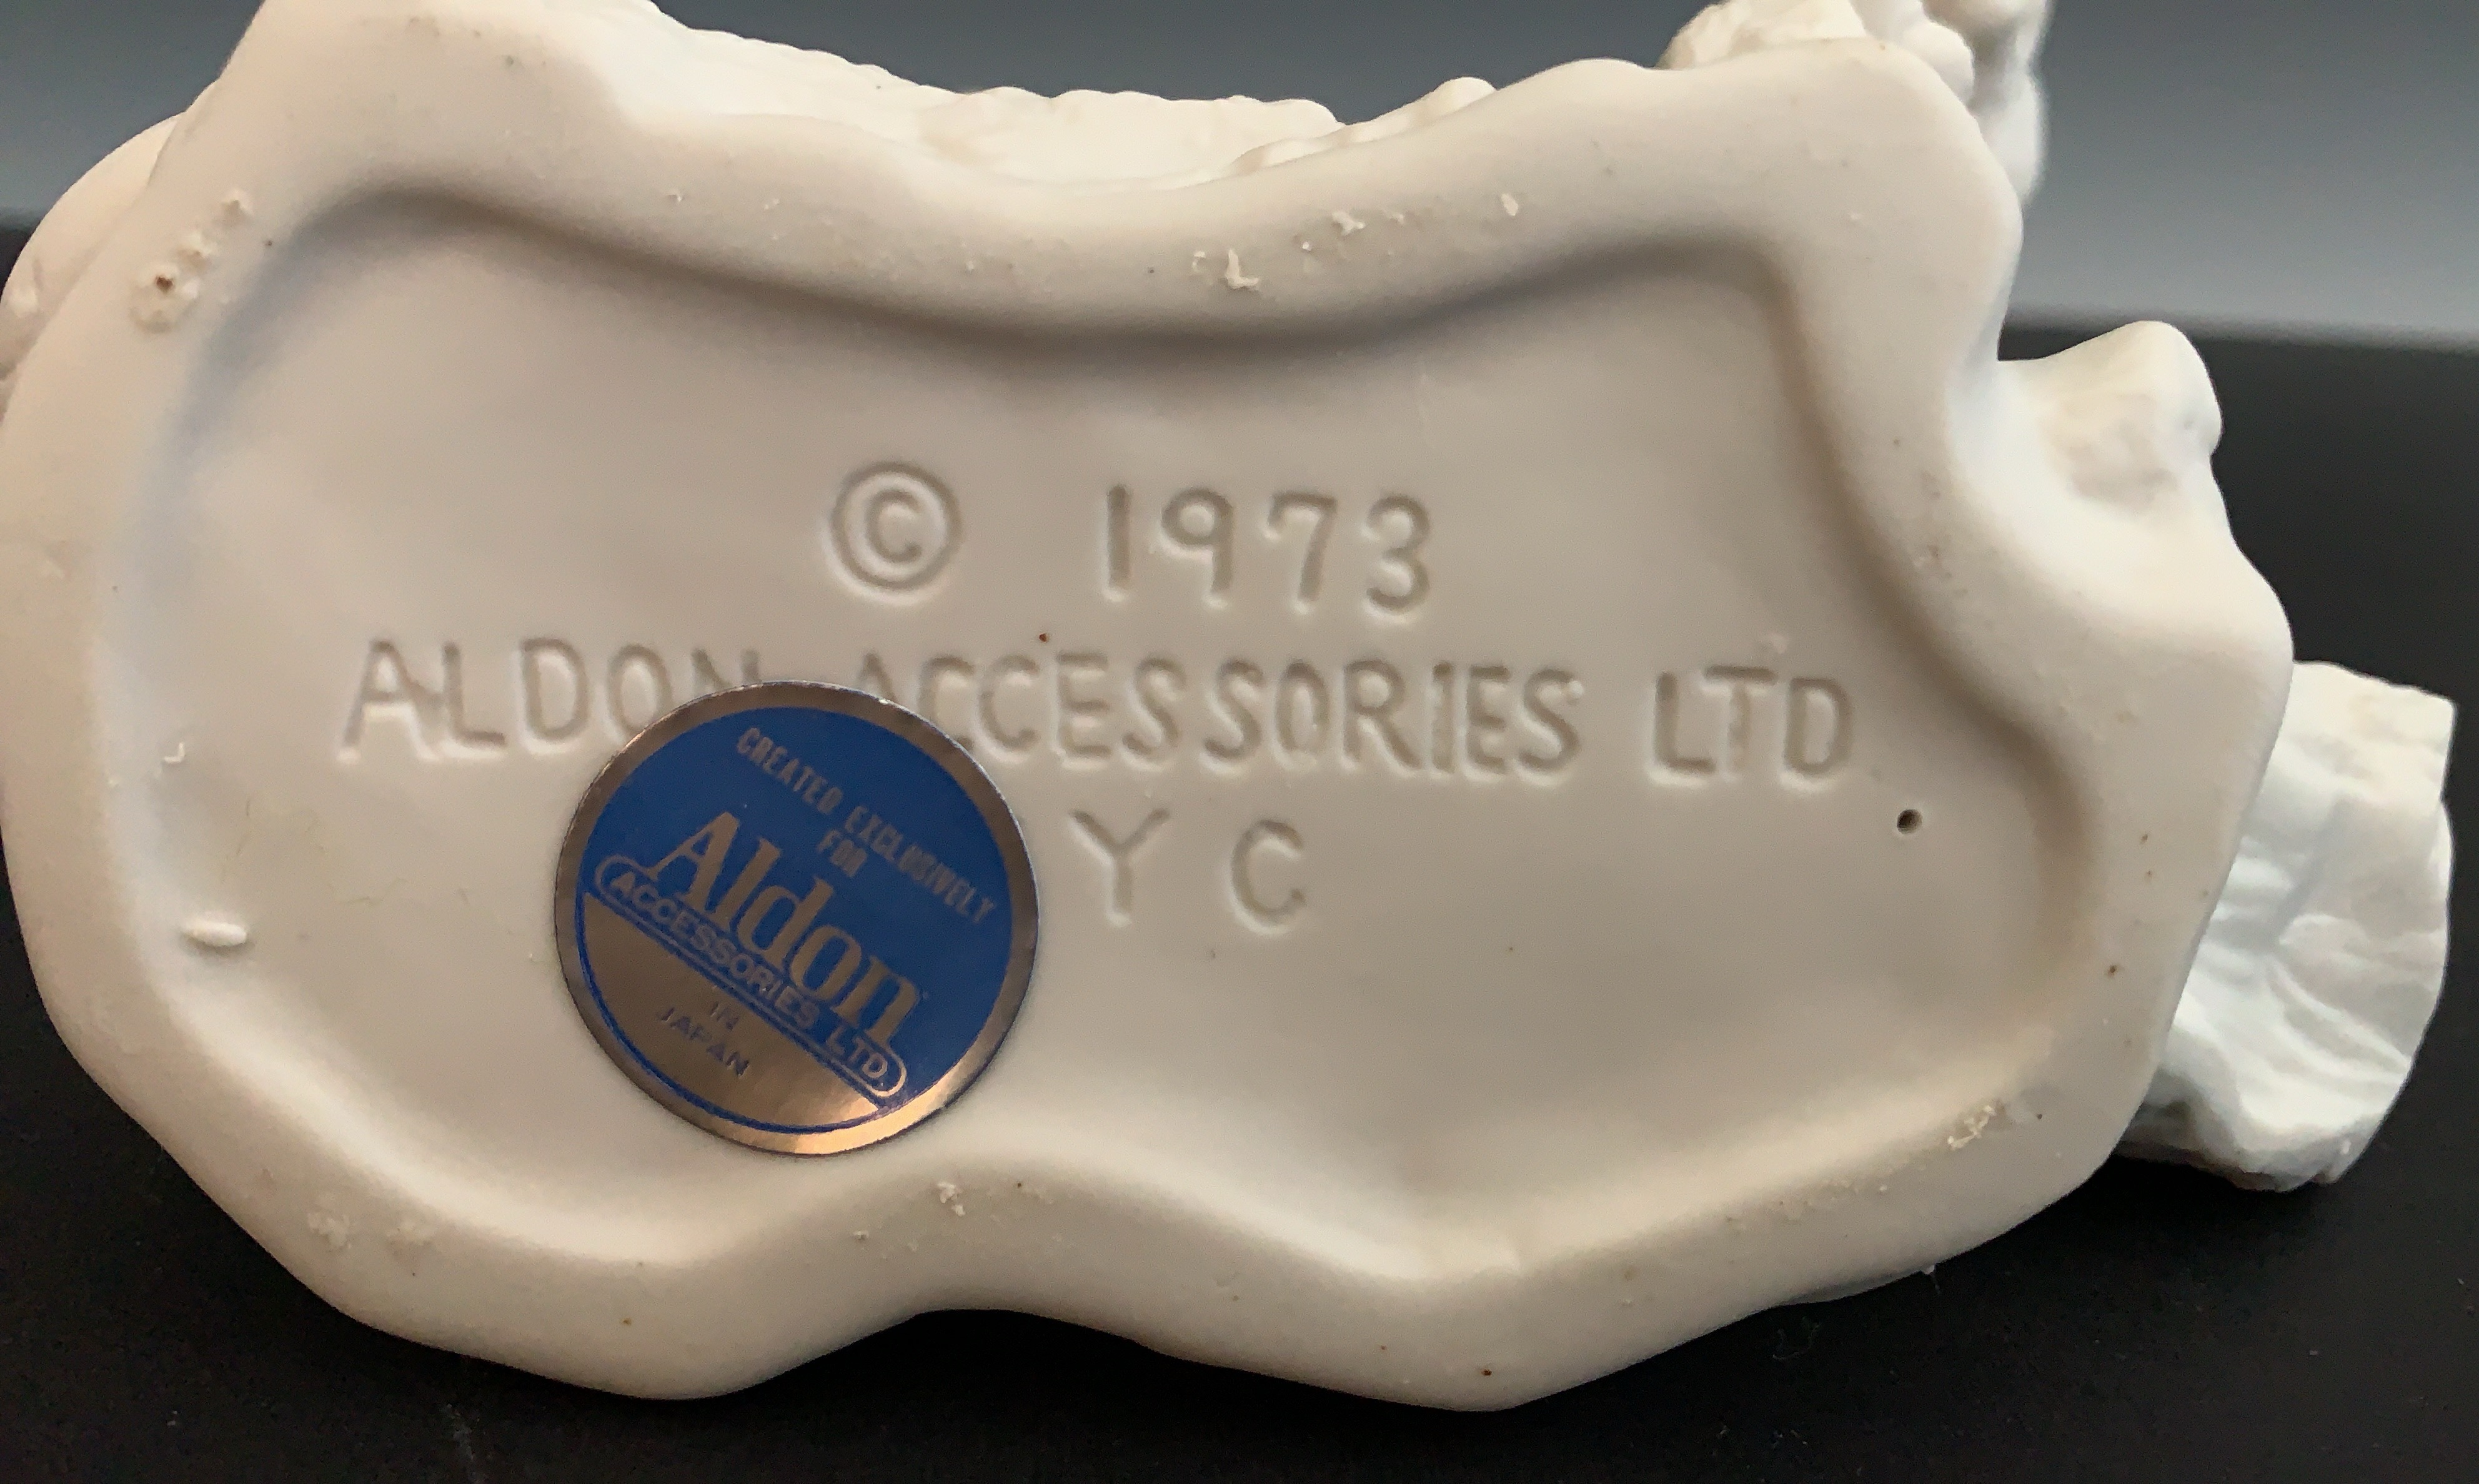 © 1973
ALDON ACCESSORIES LTD
Y C
CREATED EXCLUSIVELY
FOR
Aldon
ACCESSORIES LTD.
IN
JAPAN